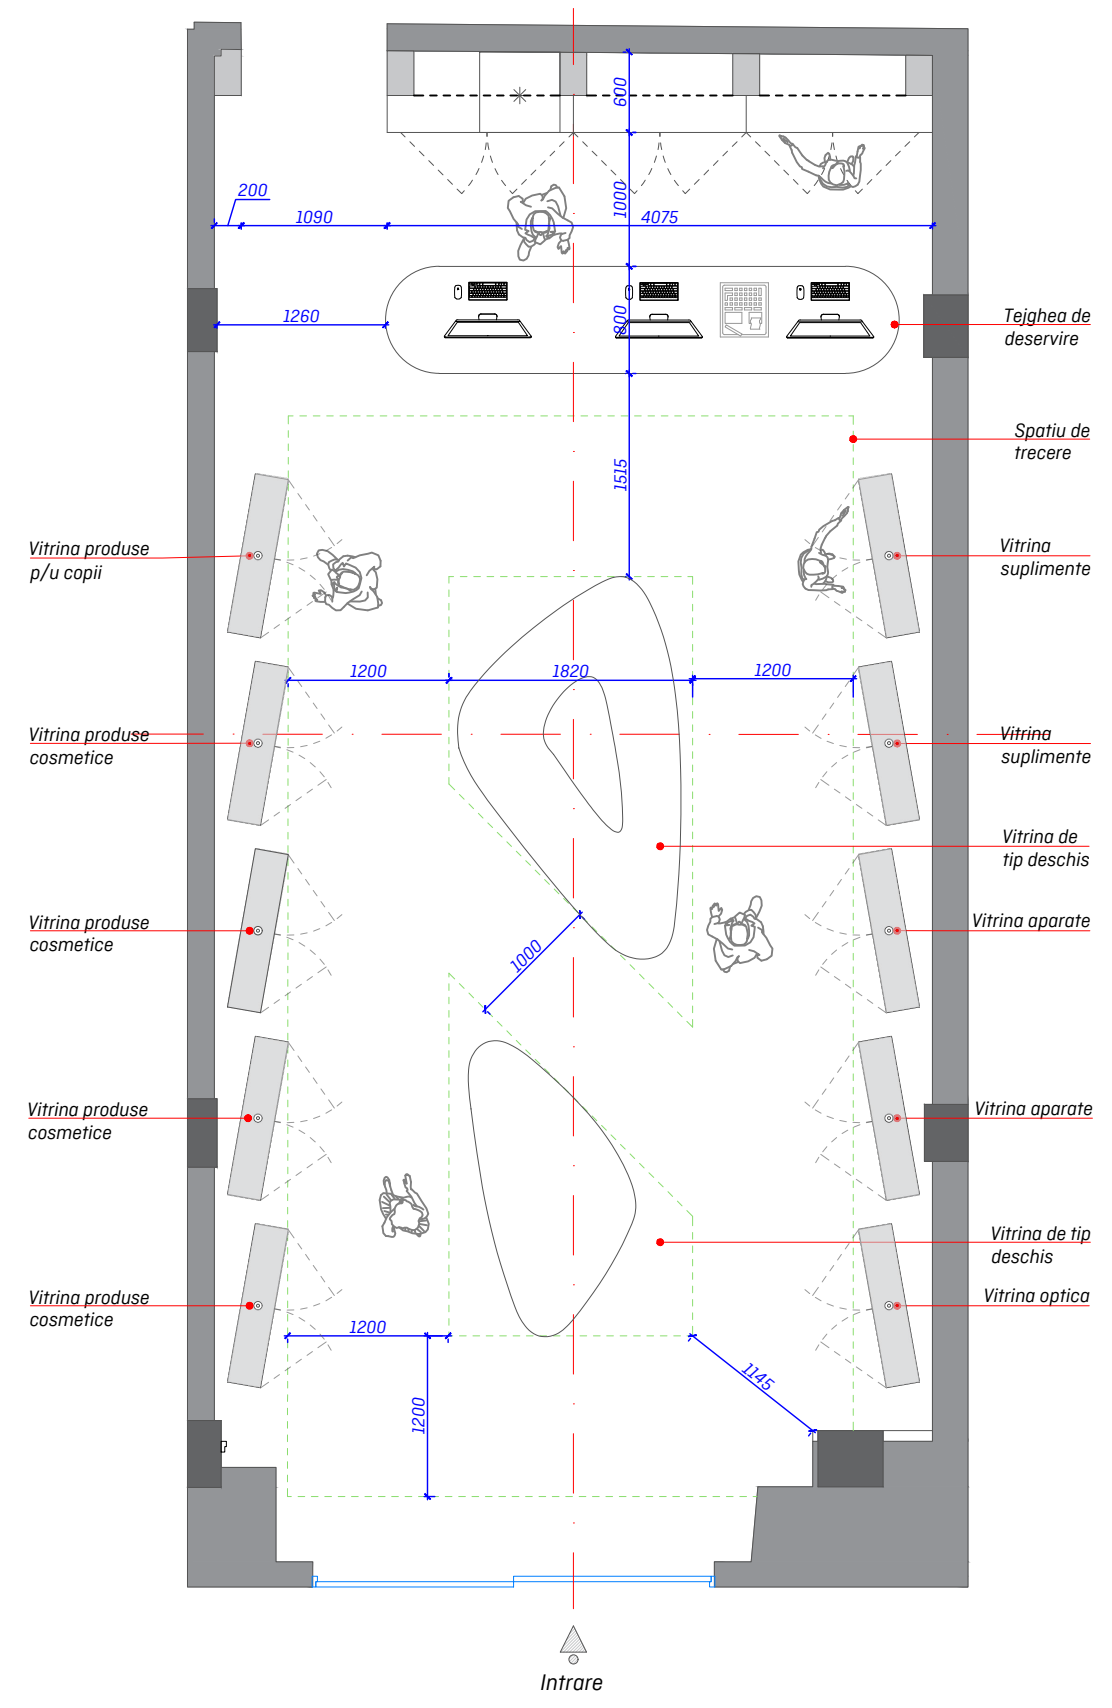 600
200
1090
1000
4075
1260
800
Tejghea de
deservire
Spatiu de
trecere
1515
Vitrina produse
p/u copii
Vitrina
suplimente
1200
1820
1200
Vitrina produse
cosmetice
Vitrina
suplimente
Vitrina de
tip deschis
Vitrina produse
cosmetice
Vitrina aparate
1000
Vitrina produse
cosmetice
Vitrina aparate
Vitrina de tip
deschis
Vitrina produse
cosmetice
Vitrina optica
1200
1145
1200
Intrare